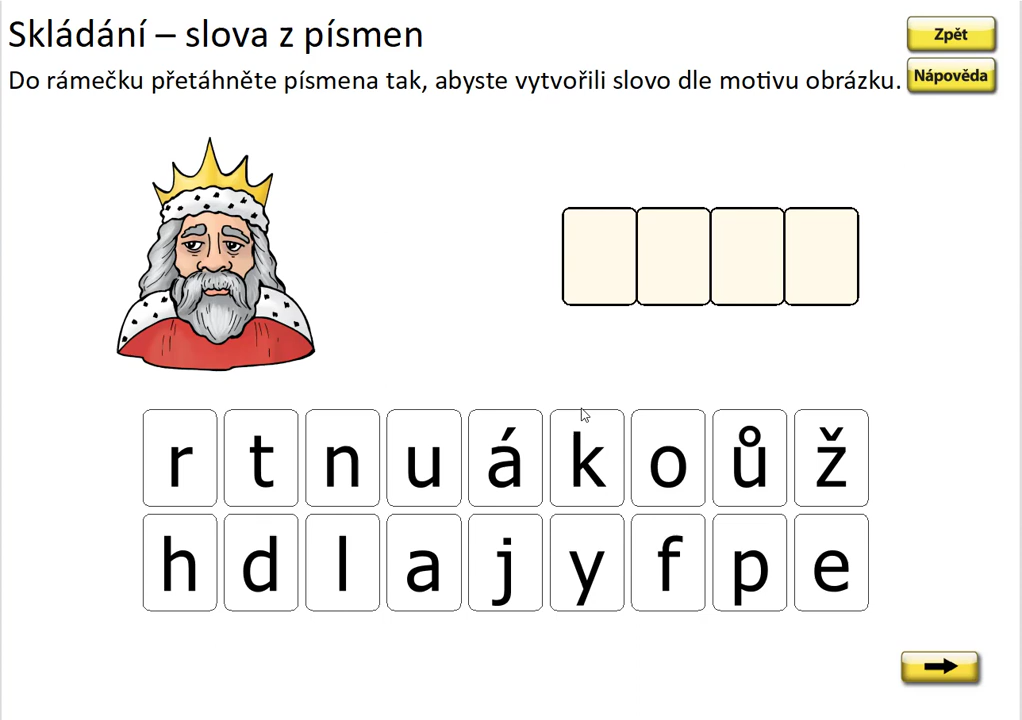 Skládání – slova z písmen
Zpět
Do rámečku přetáhněte písmena tak, abyste vytvořili slovo dle motivu obrázku.
Nápověda
r t n u á k o ů ž
h d l a j y f p e